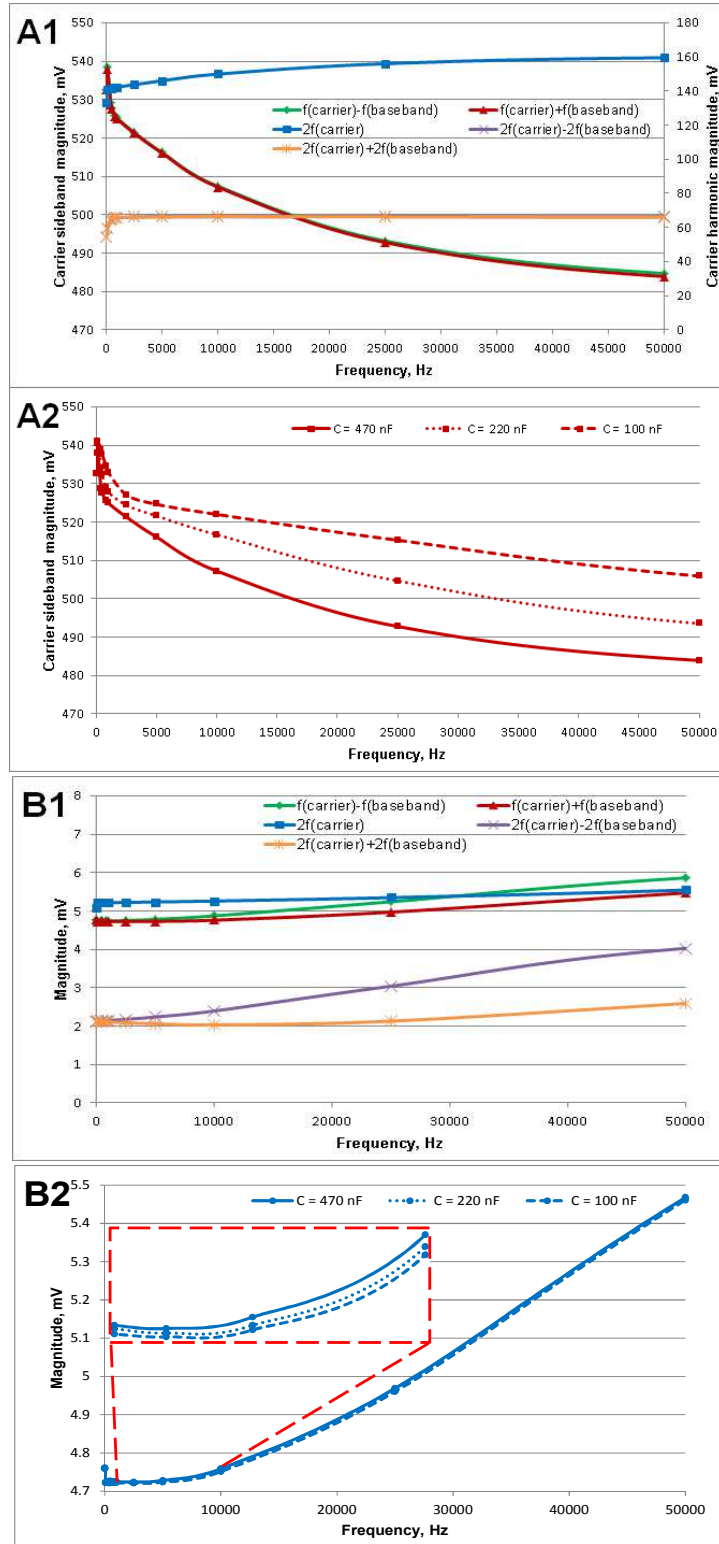 A1
550
540
530
520
510
500
490
480
470
180
160
140
120
100
80
60
40
20
0
Carrier sideband magnitude, mV
Carrier harmonic magnitude, mV
f(carrier)-f(baseband) f(carrier)+f(baseband)
2f(carrier) 2f(carrier)-2f(baseband)
2f(carrier)+2f(baseband)
0 5000 10000 15000 20000 25000 30000 35000 40000 45000 50000
Frequency, Hz
A2
550
540
530
520
510
500
490
480
470
Carrier sideband magnitude, mV
C = 470 nF C = 220 nF C = 100 nF
0 5000 10000 15000 20000 25000 30000 35000 40000 45000 50000
Frequency, Hz
B1
8
7
6
5
4
3
2
1
0
Magnitude, mV
f(carrier)-f(baseband) f(carrier)+f(baseband)
2f(carrier) 2f(carrier)-2f(baseband)
2f(carrier)+2f(baseband)
0 10000 20000 30000 40000 50000
Frequency, Hz
B2
5.5
5.4
5.3
5.2
5.1
5
4.9
4.8
4.7
Magnitude, mV
C = 470 nF C = 220 nF C = 100 nF
0 10000 20000 30000 40000 50000
Frequency, Hz